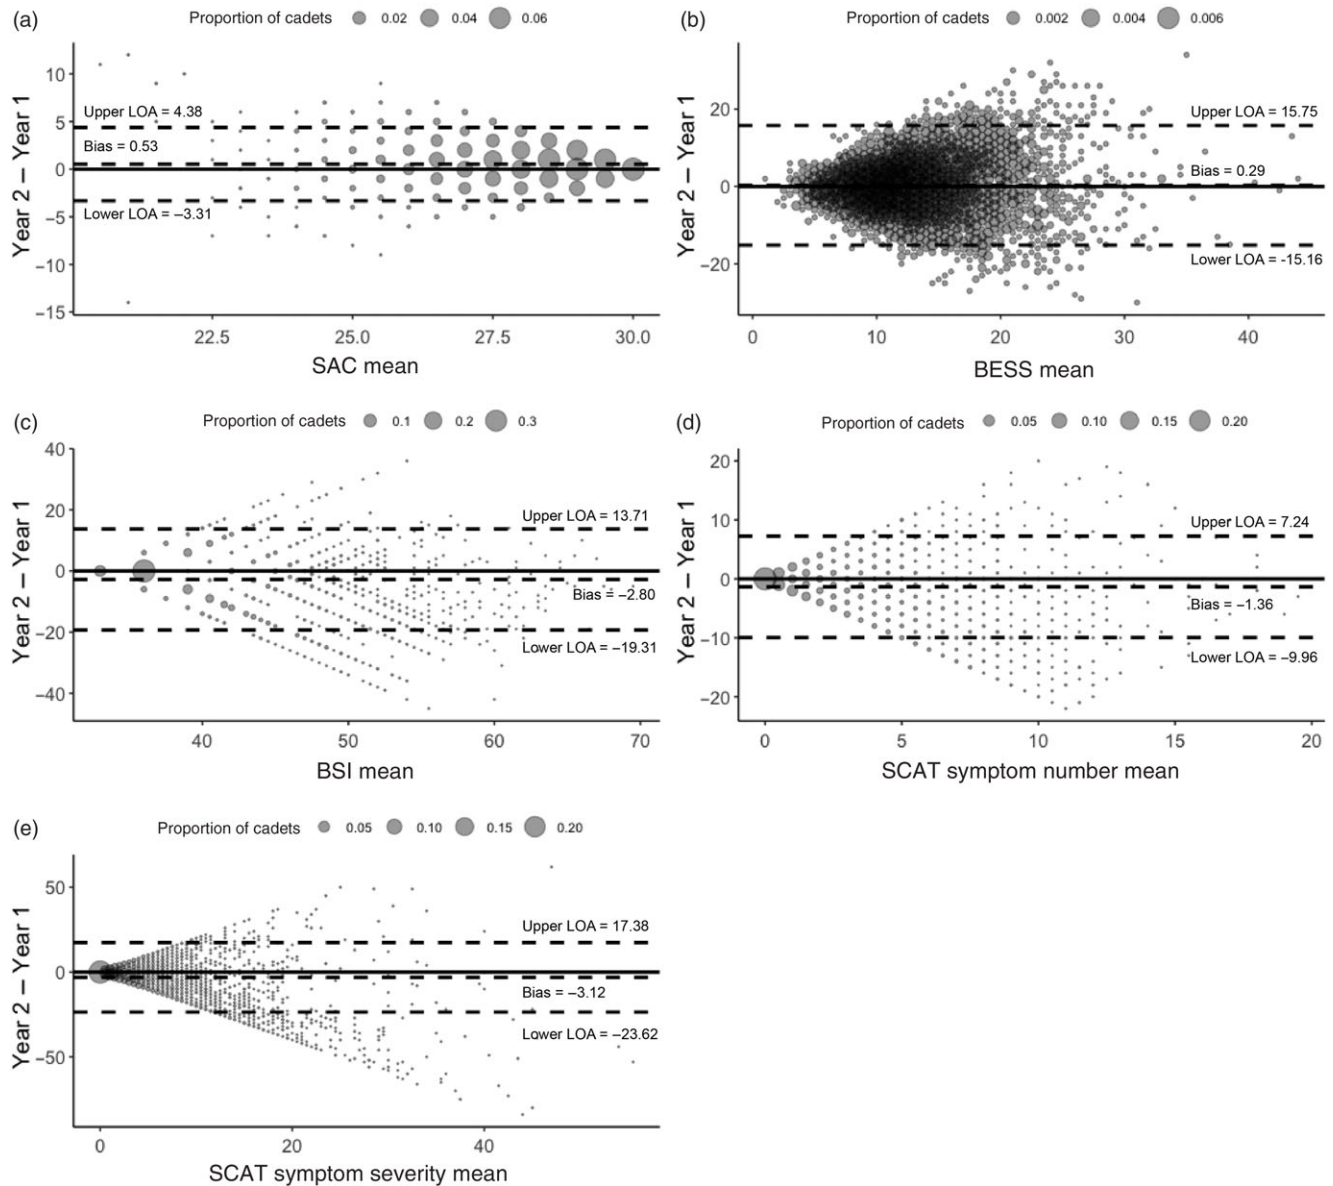 (a) Proportion of cadets 0.02 0.04 0.06
10
5
0
−5
−10
−15
Year 2 – Year 1
Upper LOA = 4.38
Bias = 0.53
Lower LOA = –3.31
22.5 25.0 27.5 30.0
SAC mean
(b) Proportion of cadets 0.002 0.004 0.006
20
0
−20
Year 2 – Year 1
Upper LOA = 15.75
Bias = 0.29
Lower LOA = -15.16
0 10 20 30 40
BESS mean
(c) Proportion of cadets 0.1 0.2 0.3
40
20
0
−20
−40
Year 2 – Year 1
Upper LOA = 13.71
Bias = –2.80
Lower LOA = –19.31
40 50 60 70
BSI mean
(d) Proportion of cadets 0.05 0.10 0.15 0.20
20
10
0
−10
−20
Year 2 – Year 1
Upper LOA = 7.24
Bias = –1.36
Lower LOA = –9.96
0 5 10 15 20
SCAT symptom number mean
(e) Proportion of cadets 0.05 0.10 0.15 0.20
50
0
−50
Year 2 – Year 1
Upper LOA = 17.38
Bias = –3.12
Lower LOA = –23.62
0 20 40
SCAT symptom severity mean